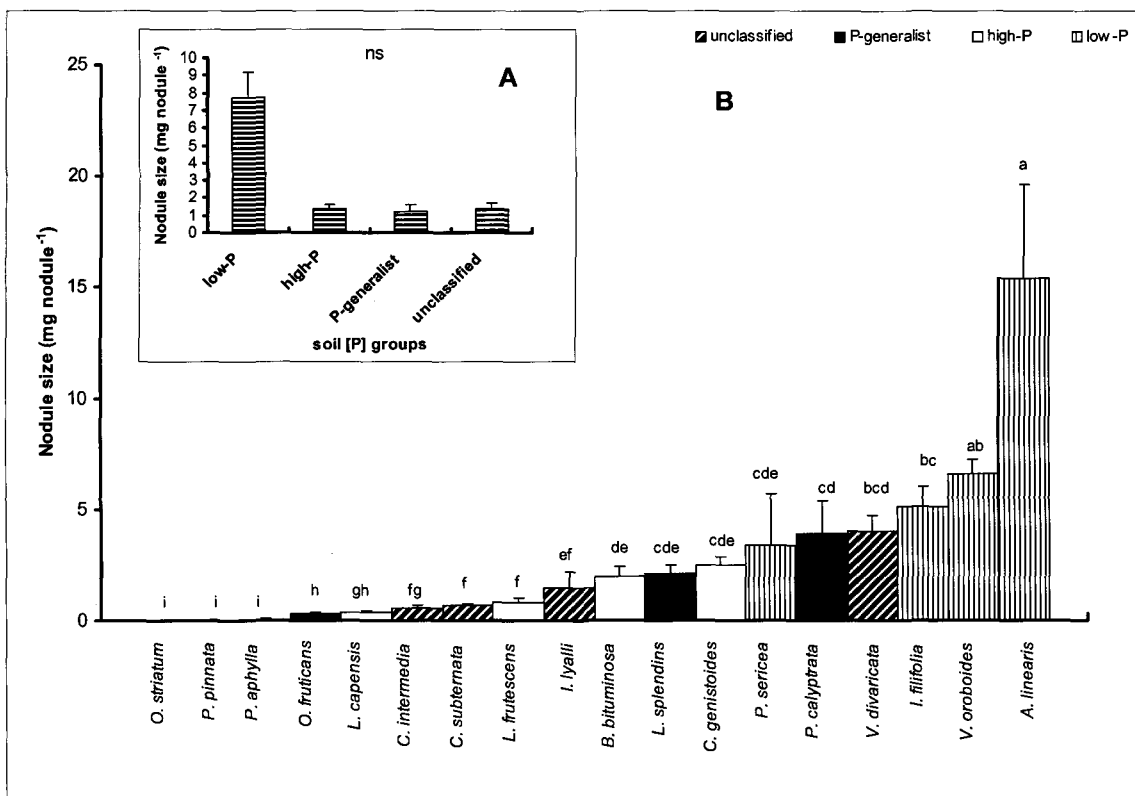 unclassified P-generalist high-P low-P
25
20
15
10
5
0
Nodule size (mg nodule -1)
ns
A
10
9
8
7
6
5
4
3
2
1
0
Nodule size (mg nodule -1)
low-P
high-P
P-generalist
unclassified
soil [P] groups
B
i
i
i
h
gh
fg
f
f
ef
de
cde
cde
cde
cd
bcd
bc
ab
a
O. striatum
P. pinnata
P. aphylla
O. fruticans
L. capensis
C. intermedia
C. subternata
L. frutescens
I. lyalli
B. bituminosa
L. splendins
C. genistoides
P. sericea
P. calyptrata
V. divaricata
I. filifolia
V. oroboides
A. linearis